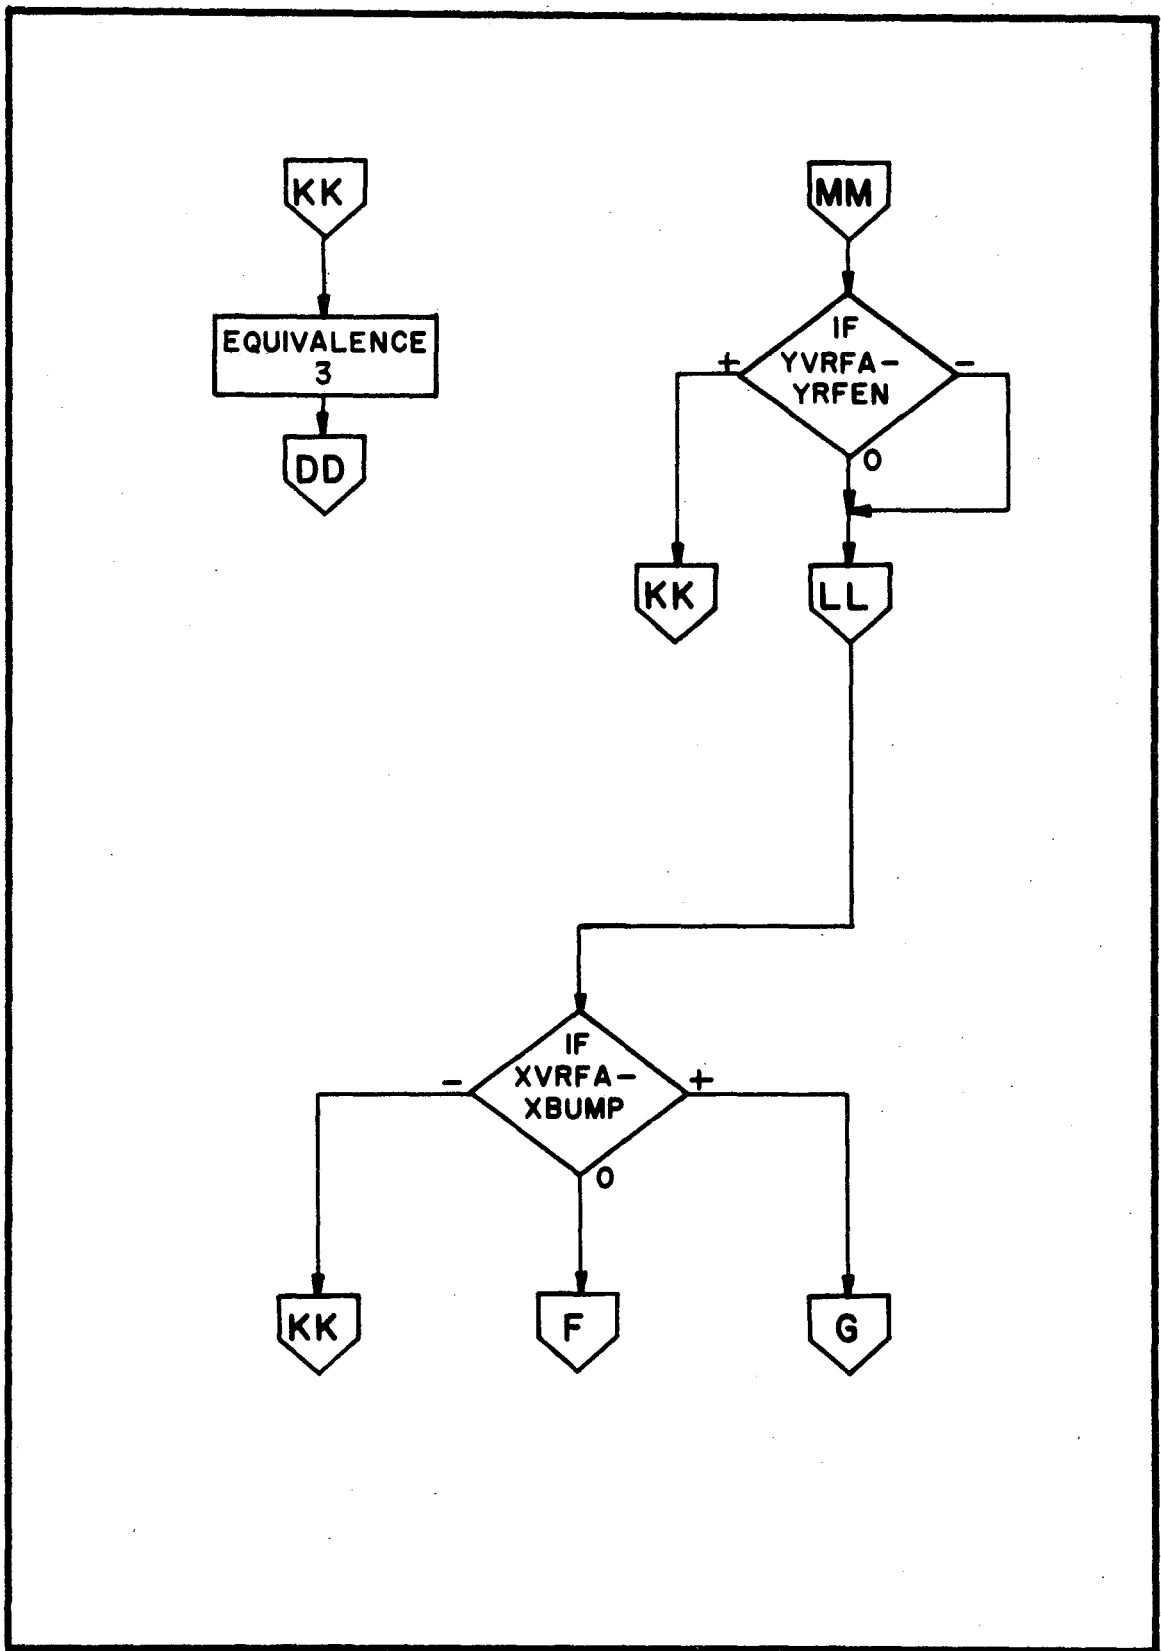 KK
EQUIVALENCE
3
DD
MM
IF
YVRFA-
YRFEN
+
-
0
KK
LL
IF
XVRFA-
XBUMP
-
+
0
KK
F
G